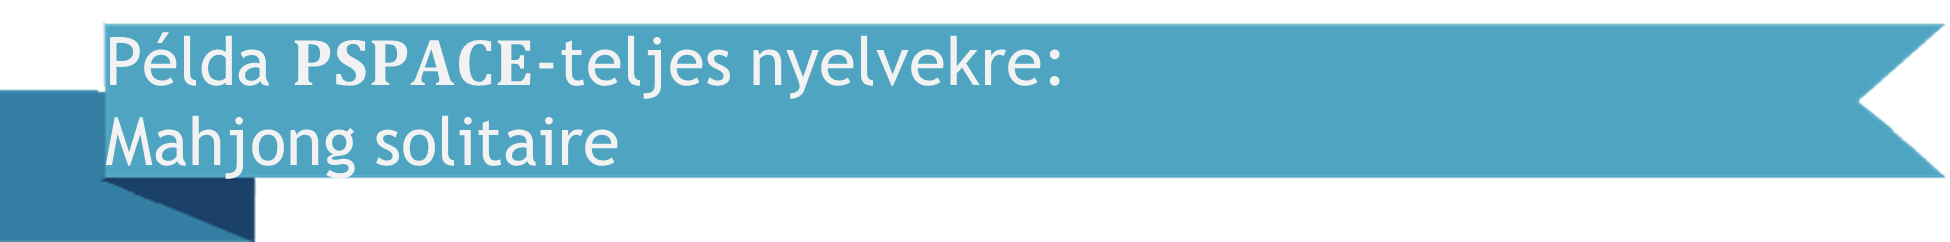 Példa PSPACE-teljes nyelvekre:
Mahjong solitaire